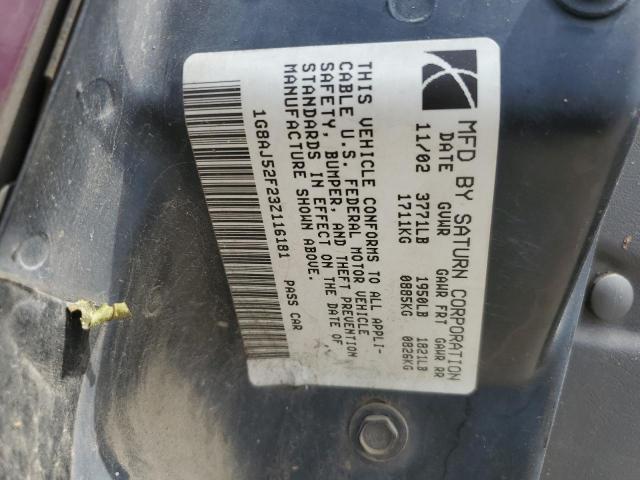 MFD BY SATURN CORPORATION
DATE GVWR GAWR FRT GAWR RR
11/02 3771LB 1950LB 1821LB
1711KG 0885KG 0826KG
THIS VEHICLE CONFORMS TO ALL APPLI-
CABLE U.S. FEDERAL MOTOR VEHICLE
SAFETY, BUMPER, AND THEFT PREVENTION
STANDARDS IN EFFECT ON THE DATE OF
MANUFACTURE SHOWN ABOVE.
1G8AJ52F23Z116181 PASS CAR